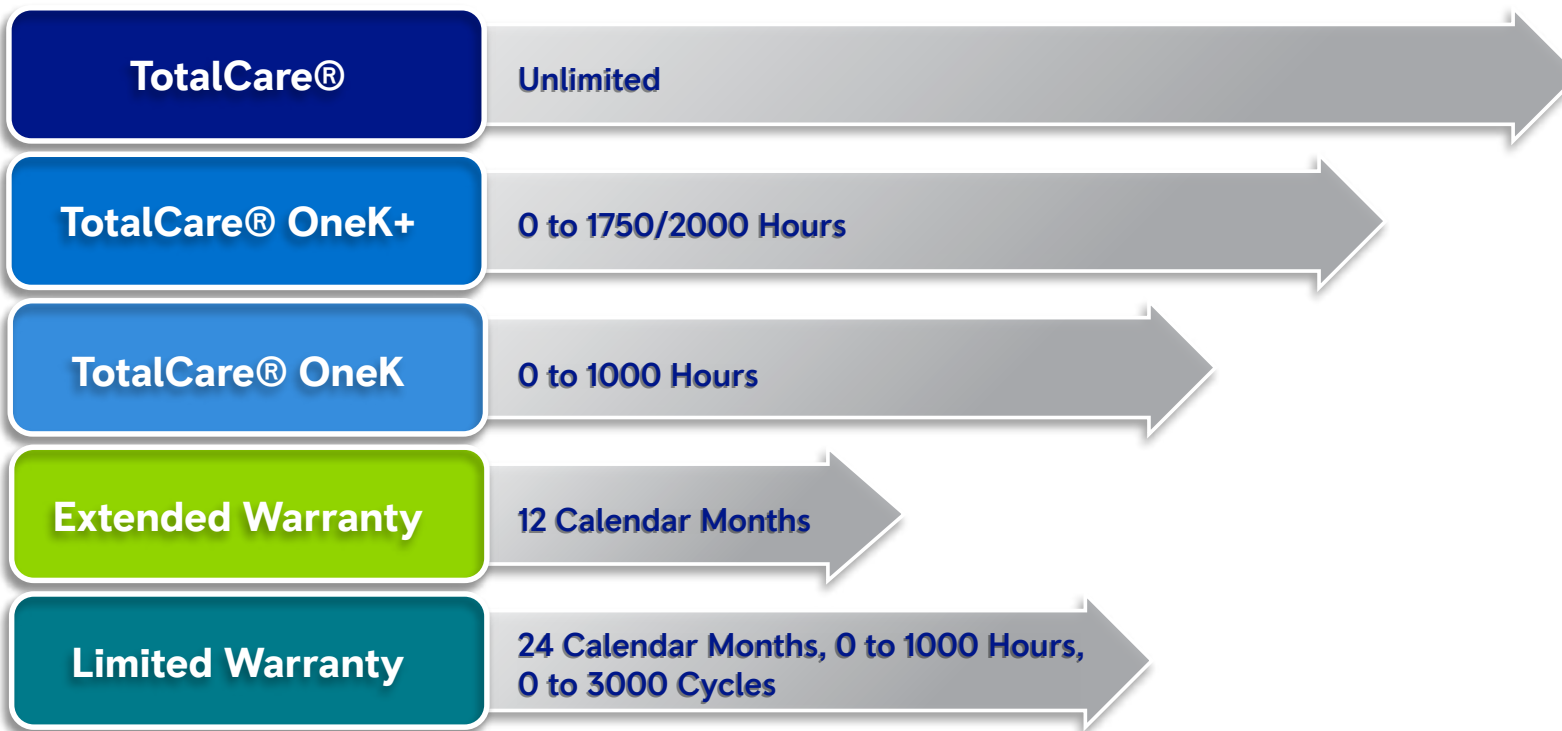 TotalCare®
Unlimited
TotalCare® OneK+
0 to 1750/2000 Hours
TotalCare® OneK
0 to 1000 Hours
Extended Warranty
12 Calendar Months
Limited Warranty
24 Calendar Months, 0 to 1000 Hours,
0 to 3000 Cycles